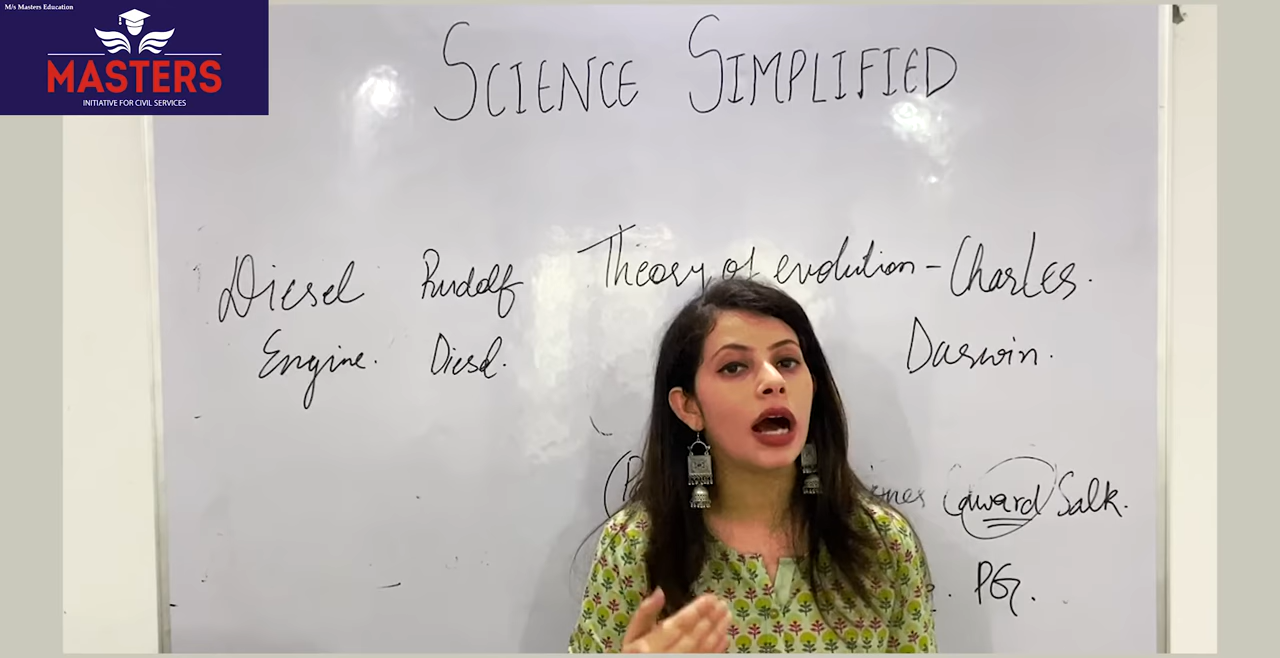 M/s Masters Education
MASTERS
INITIATIVE FOR CIVIL SERVICES
SCIENCE SIMPLIFIED
Diesel Rudolf
Engine. Diesel.
Theory of evolution - Charles.
Darwin.
(award) Salk.
PG.